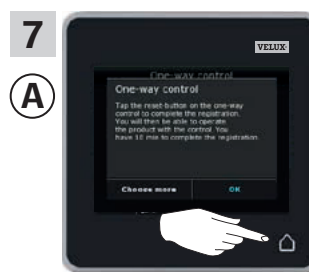 7
A
VELUX
One-way control
One-way control
Tap the reset-button on the one-way
control to complete the registration.
You will then be able to operate
the product with the control. You
have 10 min to complete the registration.
Choose more OK